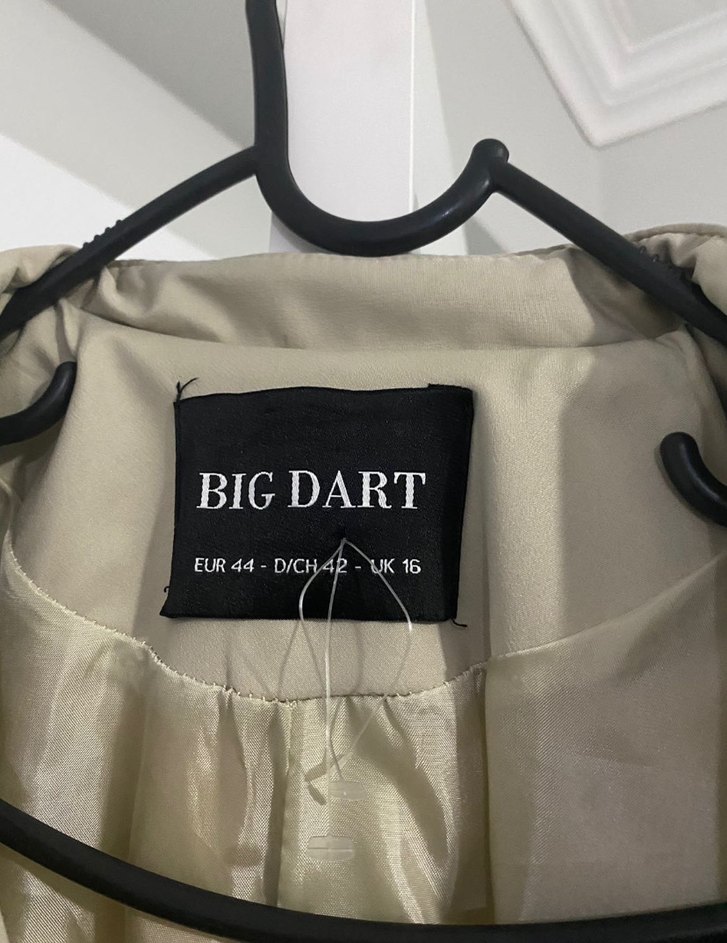 BIG DART
EUR 44 - D/CH 42 - UK 16